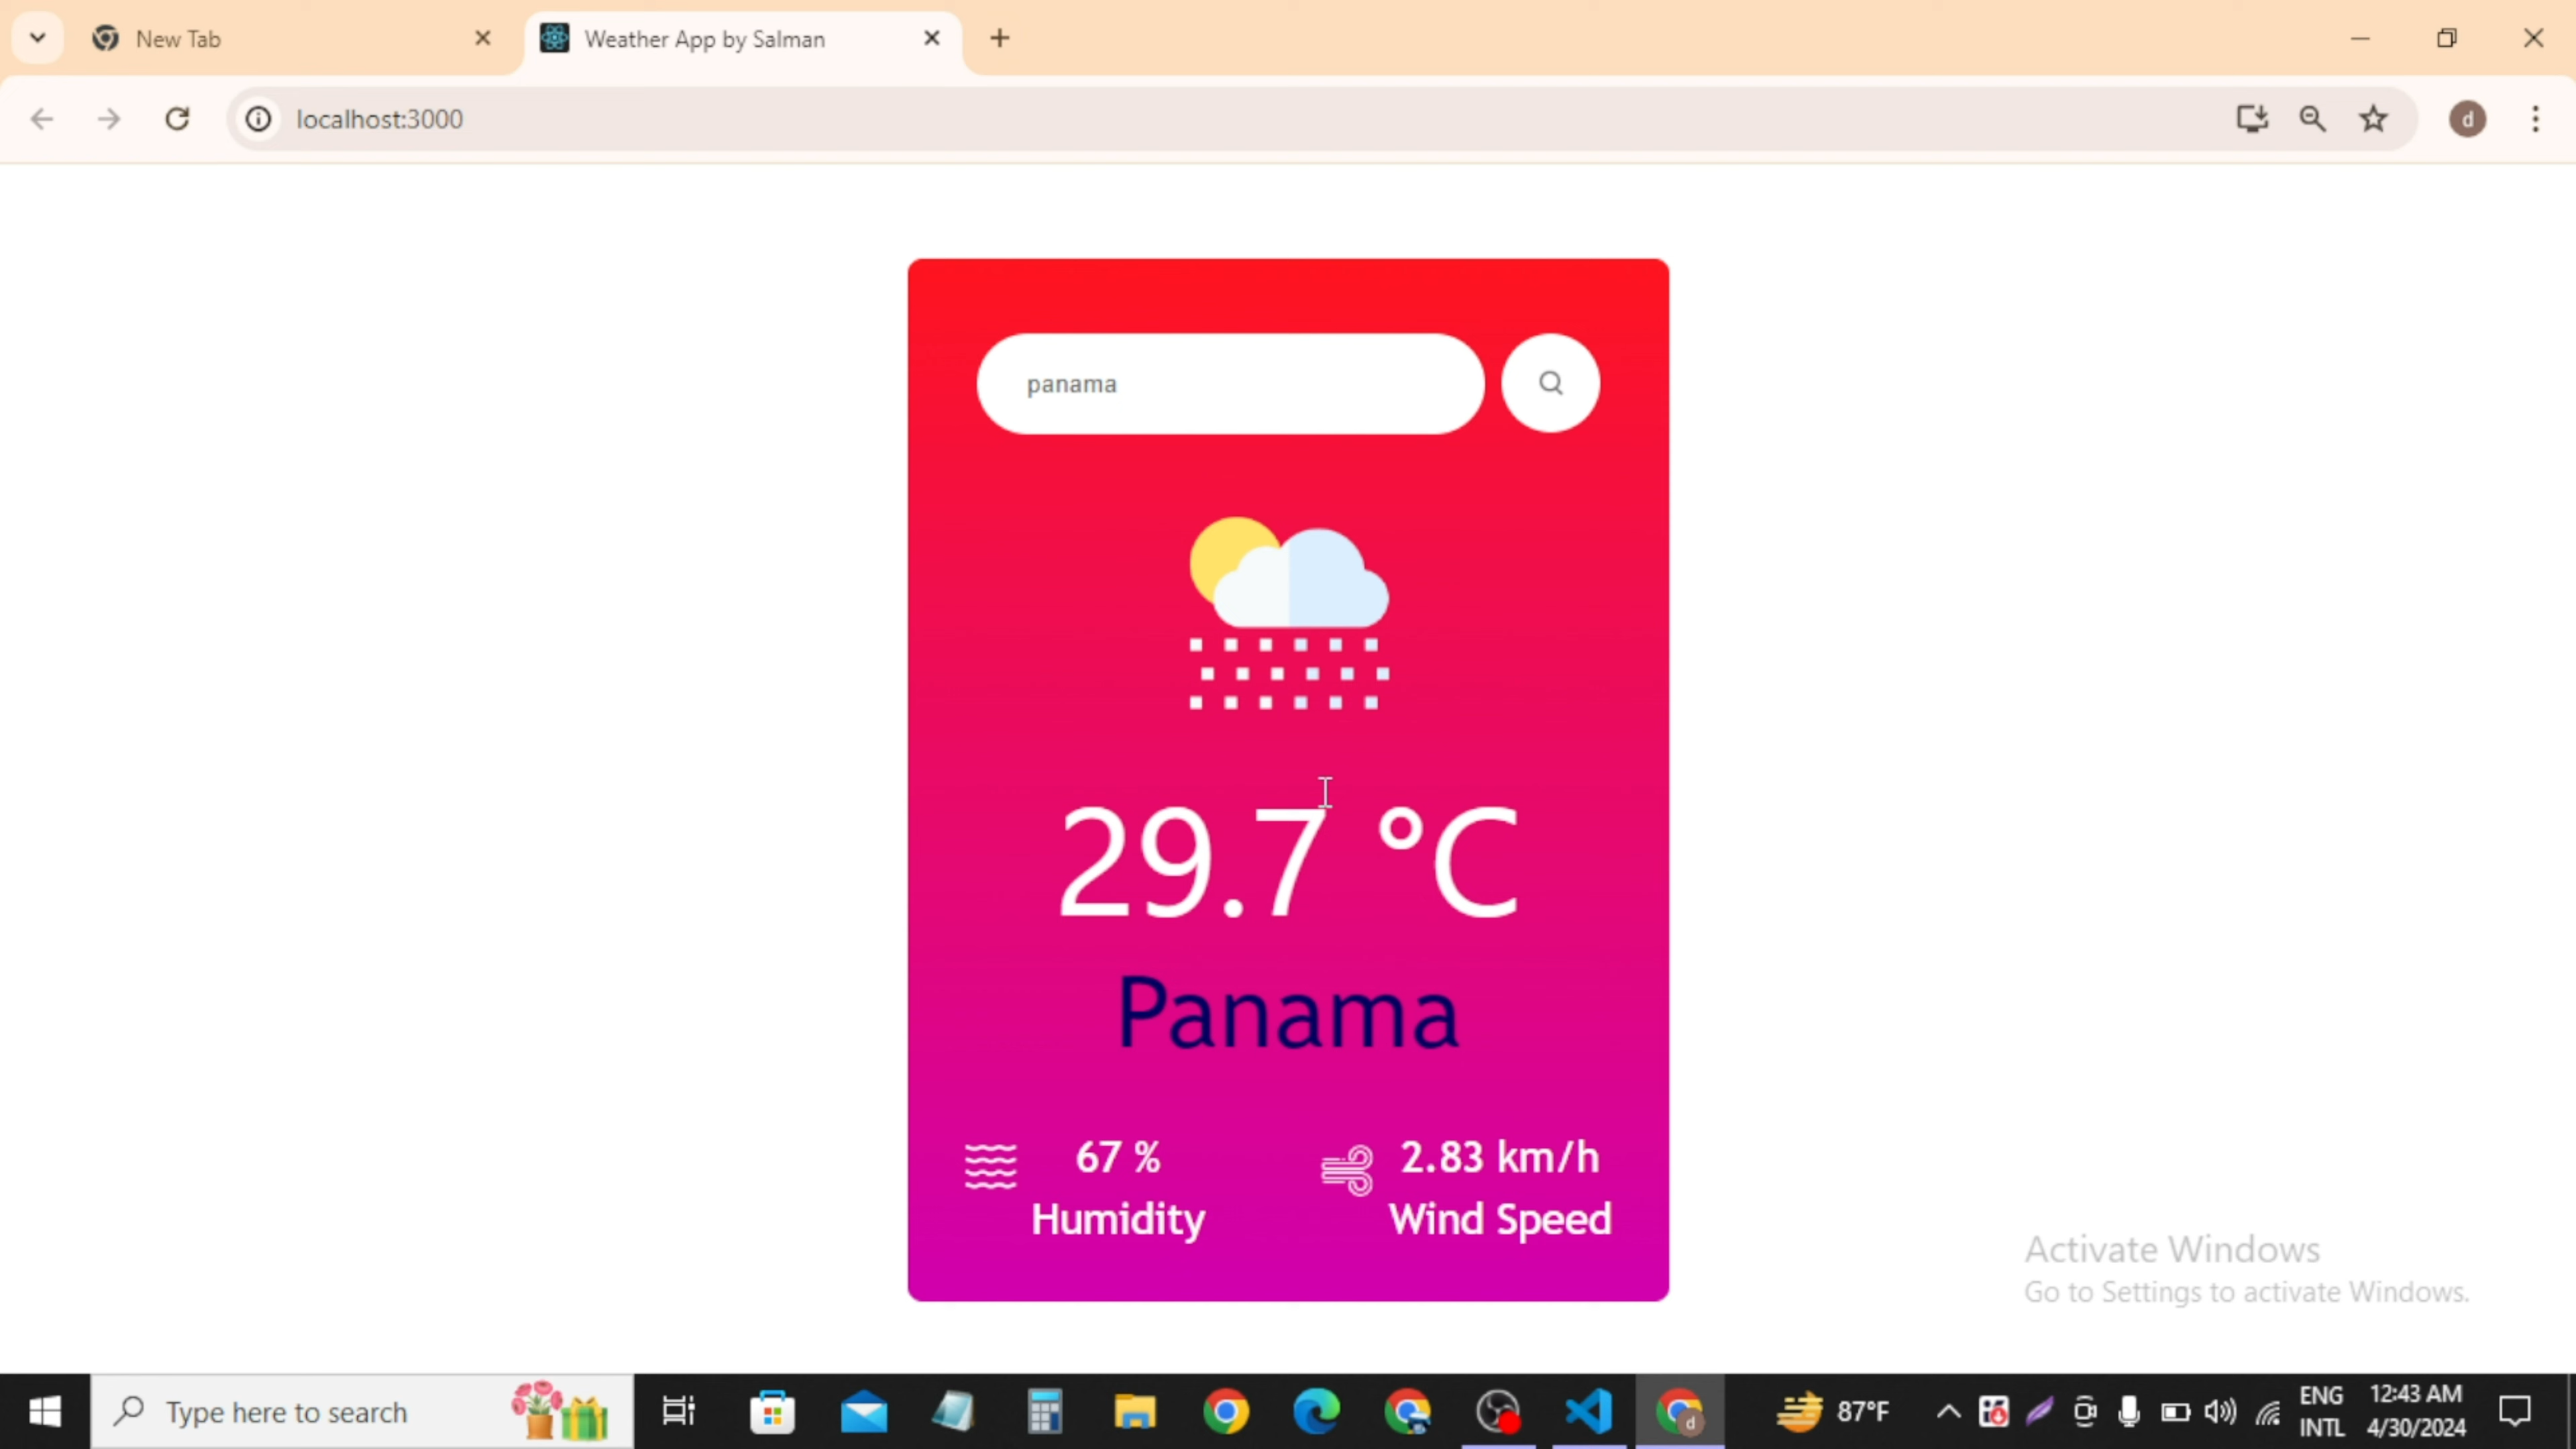 New Tab
Weather App by Salman
localhost:3000
d
panama
29.7 °C
Panama
67 %
Humidity
2.83 km/h
Wind Speed
Activate Windows
Go to Settings to activate Windows.
Type here to search
d
87°F
ENG
INTL
12:43 AM
4/30/2024